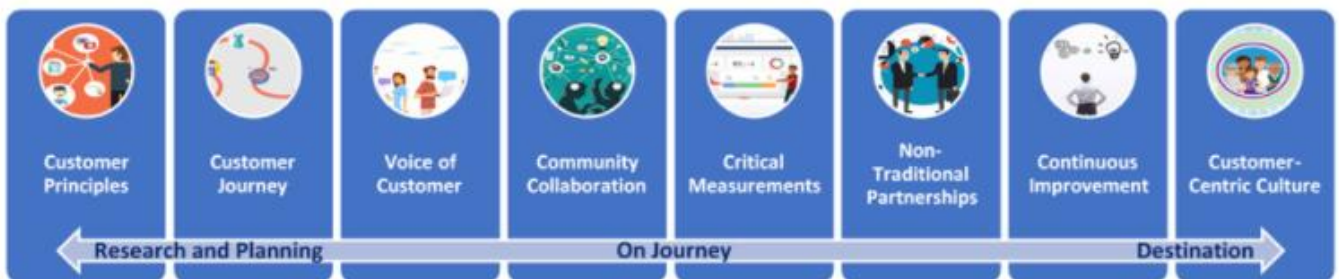 Customer
Principles
Customer
Journey
Voice of
Customer
Community
Collaboration
Critical
Measurements
Non-
Traditional
Partnerships
Continuous
Improvement
Customer-
Centric Culture
Research and Planning
On Journey
Destination